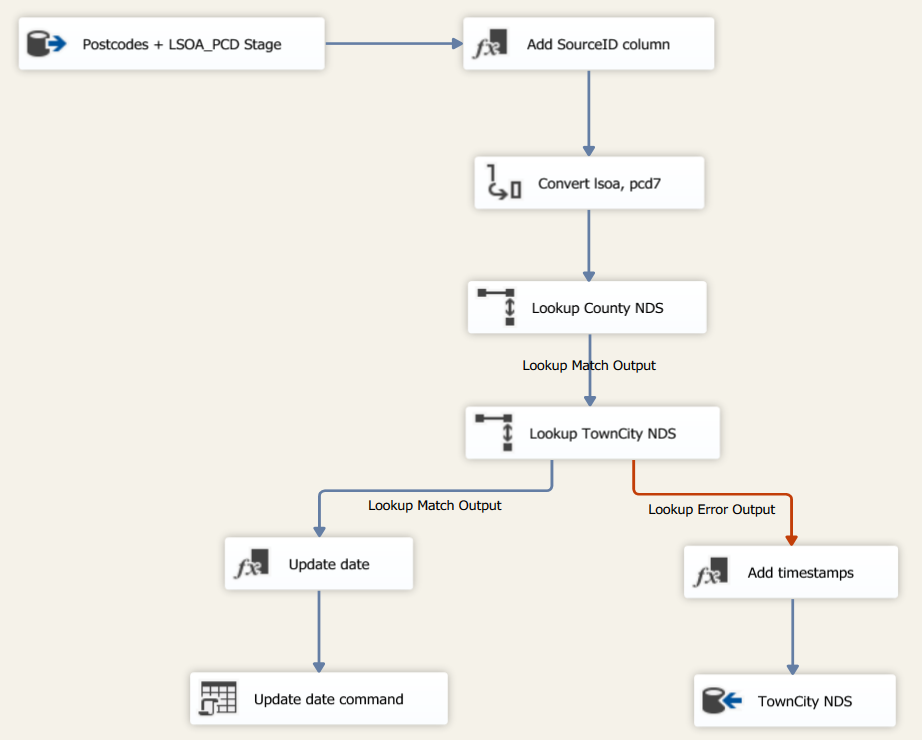 Postcodes + LSOA_PCD Stage
Add SourceID column
Convert lsoa, pcd7
Lookup County NDS
Lookup Match Output
Lookup TownCity NDS
Lookup Match Output
Lookup Error Output
Update date
Add timestamps
Update date command
TownCity NDS